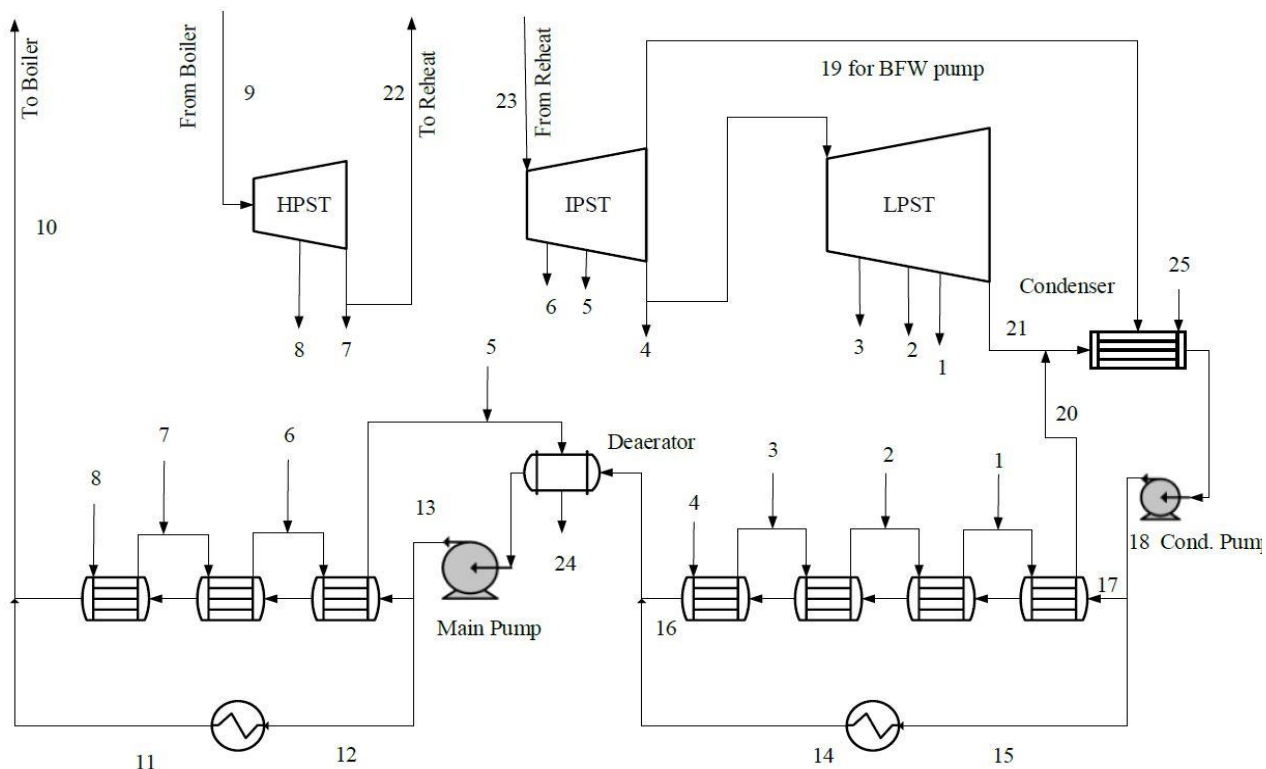 To Boiler
From Boiler
9
22
To Reheat
23
From Reheat
19 for BFW pump
HPST
IPST
LPST
10
Condenser
25
21
8
7
6
5
4
3
2
1
5
20
7
6
Deaerator
3
2
1
8
13
4
24
18 Cond. Pump
17
Main Pump
16
11
12
14
15